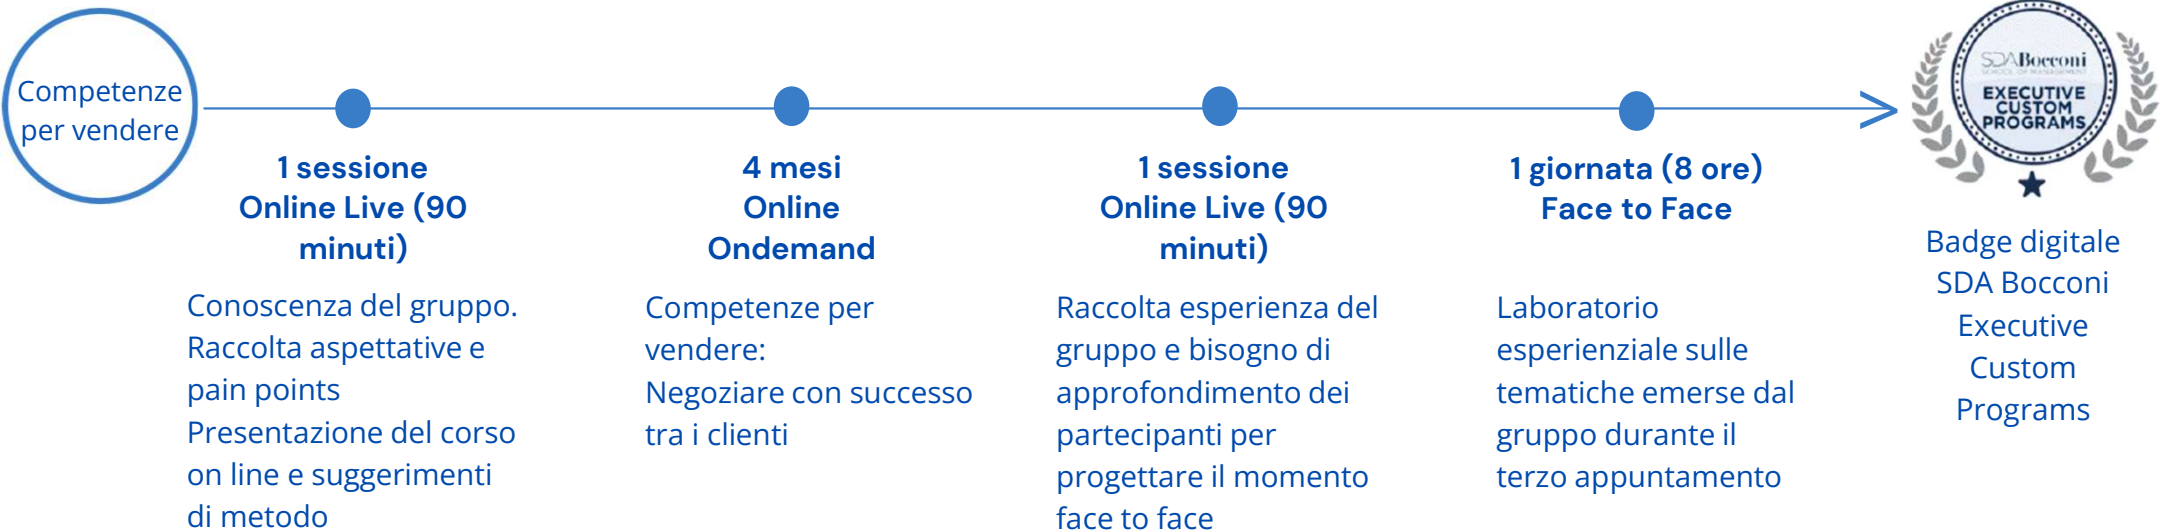 Competenze
per vendere
1 sessione
Online Live (90
minuti)
Conoscenza del gruppo.
Raccolta aspettative e
pain points
Presentazione del corso
on line e suggerimenti
di metodo
4 mesi
Online
Ondemand
Competenze per
vendere:
Negoziare con successo
tra i clienti
1 sessione
Online Live (90
minuti)
Raccolta esperienza del
gruppo e bisogno di
approfondimento dei
partecipanti per
progettare il momento
face to face
1 giornata (8 ore)
Face to Face
Laboratorio
esperienziale sulle
tematiche emerse dal
gruppo durante il
terzo appuntamento
SDA Bocconi
SCHOOL OF MANAGEMENT
EXECUTIVE
CUSTOM
PROGRAMS
Badge digitale
SDA Bocconi
Executive
Custom
Programs